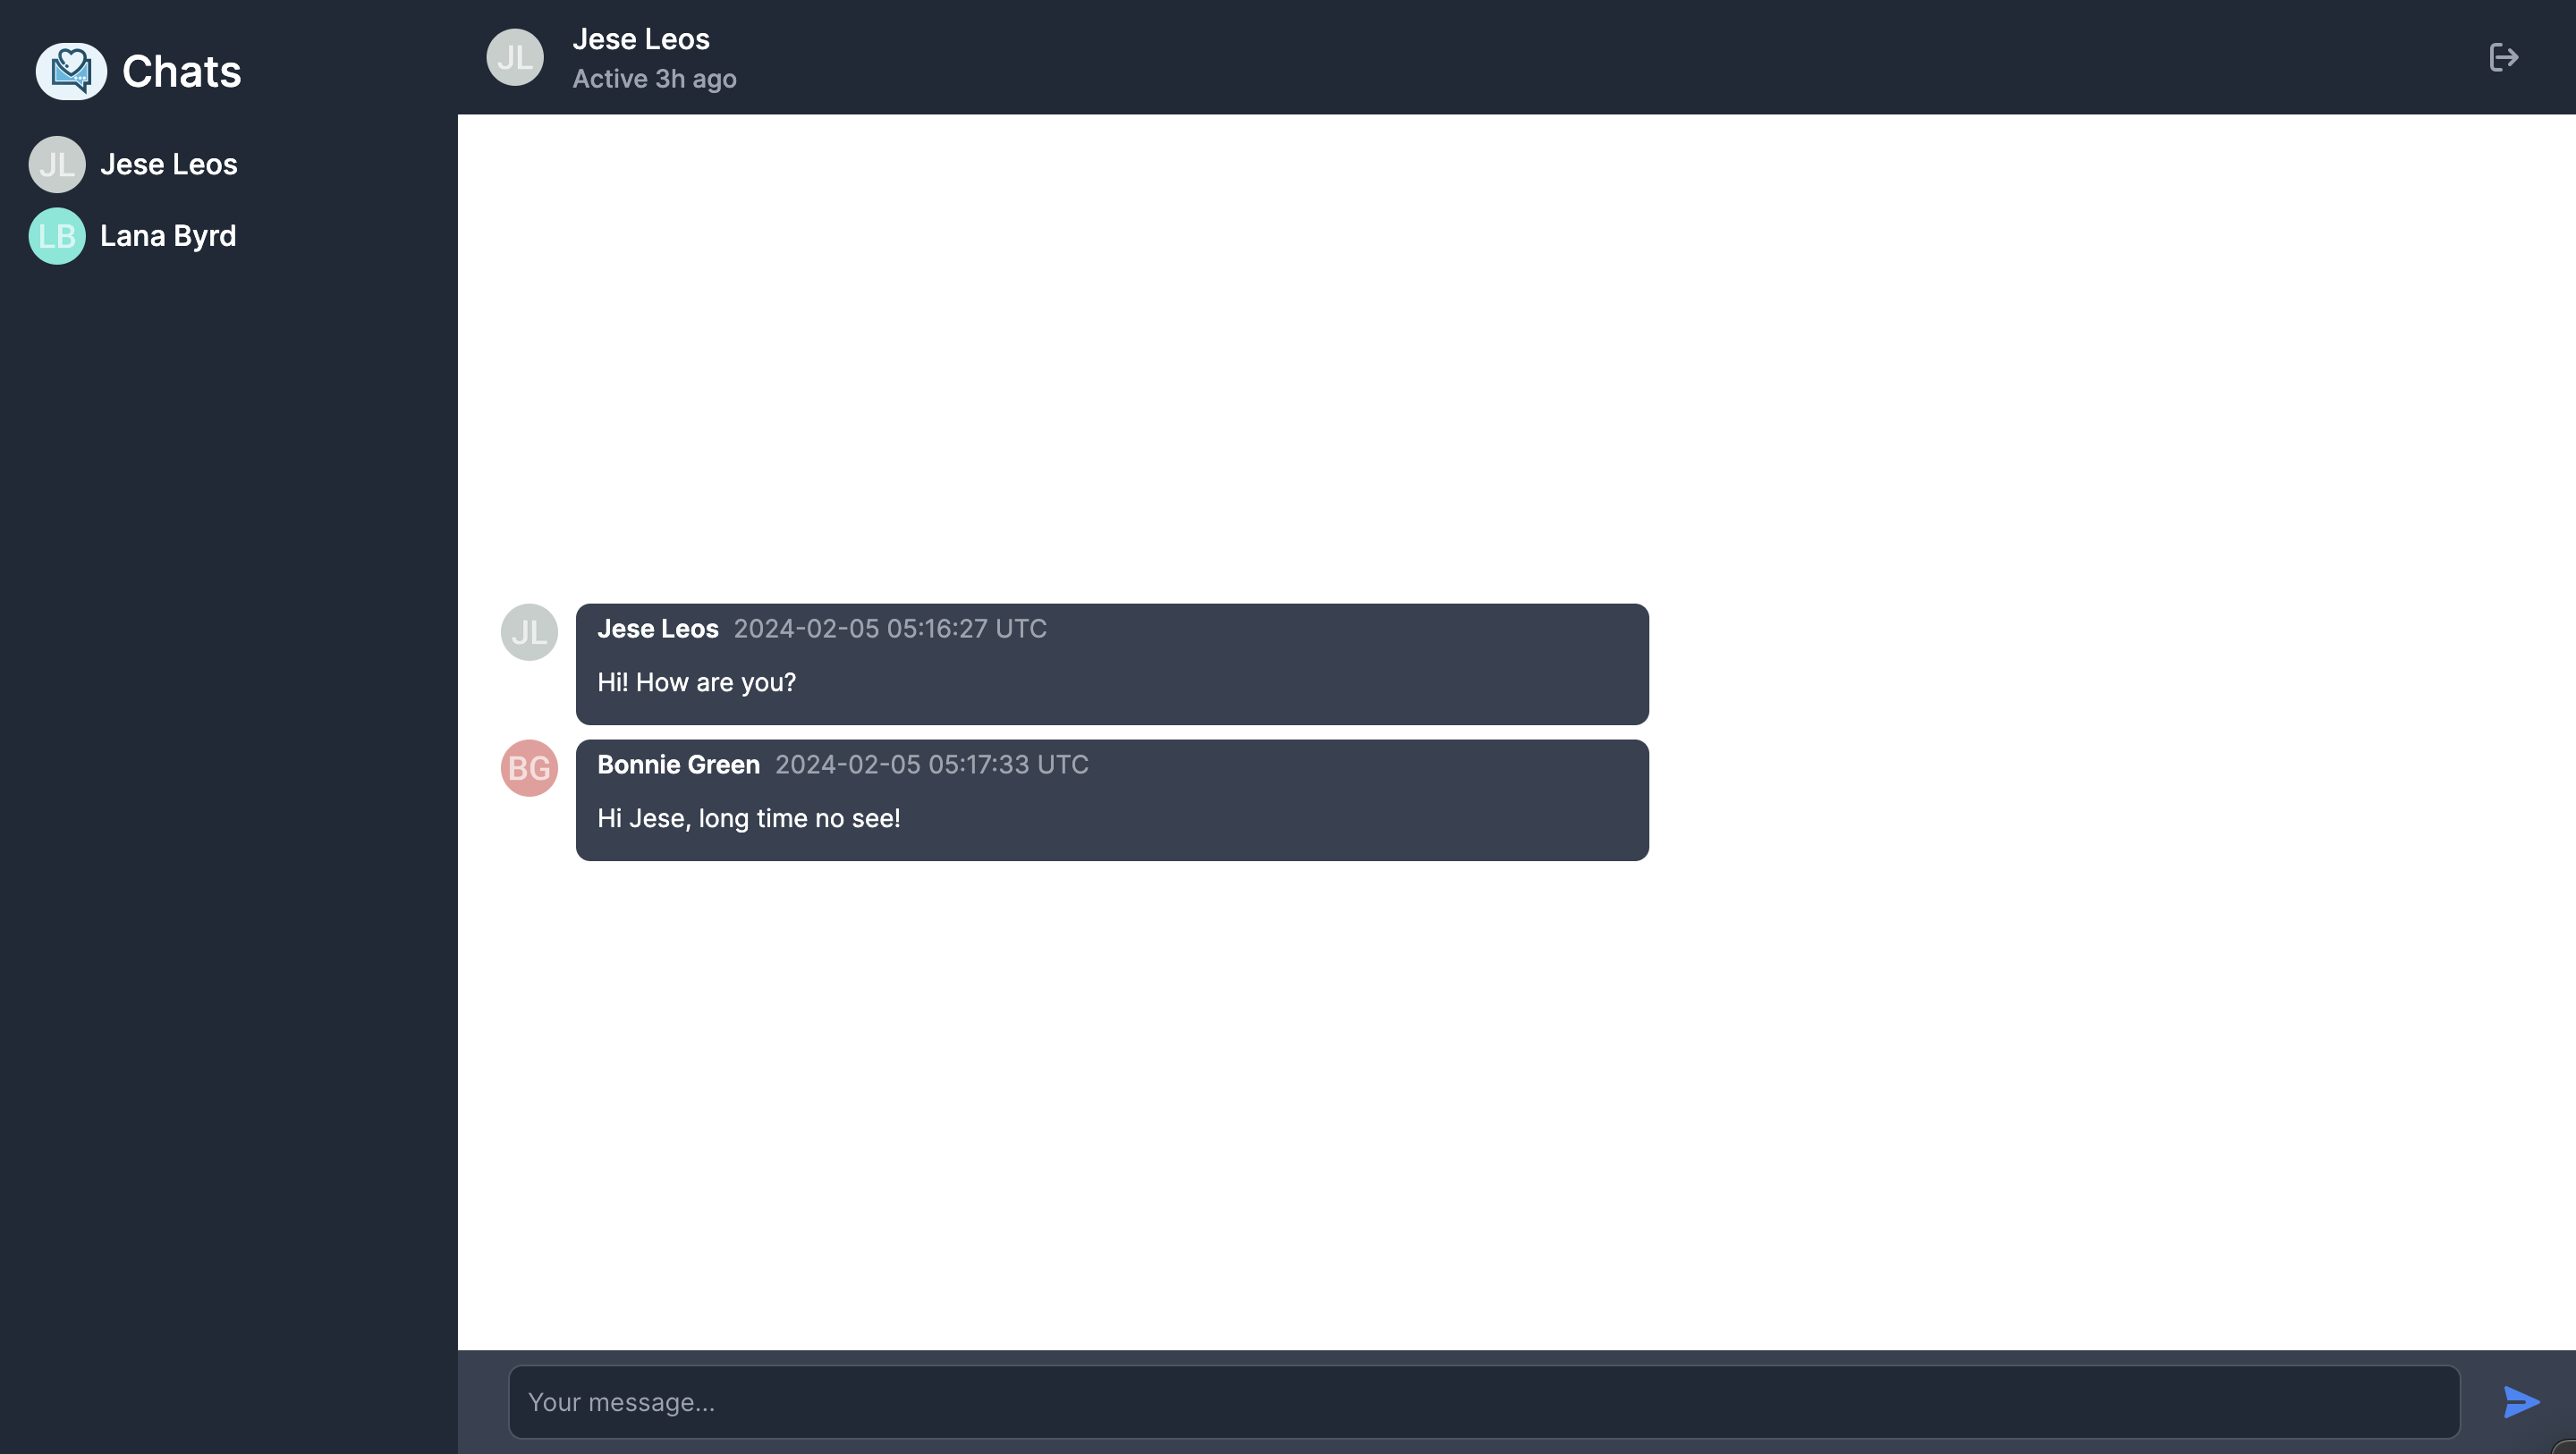 Chats
JL Jese Leos
LB Lana Byrd
JL
Jese Leos
Active 3h ago
JL
Jese Leos 2024-02-05 05:16:27 UTC
Hi! How are you?
BG
Bonnie Green 2024-02-05 05:17:33 UTC
Hi Jese, long time no see!
Your message...